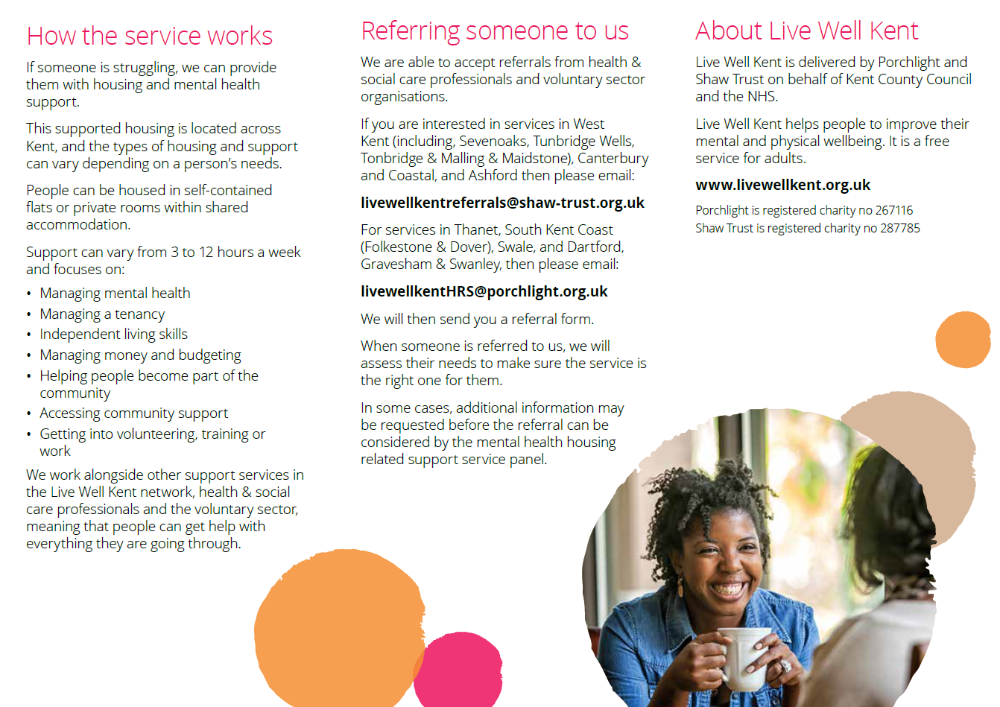 How the service works
If someone is struggling, we can provide
them with housing and mental health
support.
This supported housing is located across
Kent, and the types of housing and support
can vary depending on a person’s needs.
People can be housed in self-contained
flats or private rooms within shared
accommodation.
Support can vary from 3 to 12 hours a week
and focuses on:
• Managing mental health
• Managing a tenancy
• Independent living skills
• Managing money and budgeting
• Helping people become part of the
community
• Accessing community support
• Getting into volunteering, training or
work
We work alongside other support services in
the Live Well Kent network, health & social
care professionals and the voluntary sector,
meaning that people can get help with
everything they are going through.
Referring someone to us
We are able to accept referrals from health &
social care professionals and voluntary sector
organisations.
If you are interested in services in West
Kent (including, Sevenoaks, Tunbridge Wells,
Tonbridge & Malling & Maidstone), Canterbury
and Coastal, and Ashford then please email:
livewellkentreferrals@shaw-trust.org.uk
For services in Thanet, South Kent Coast
(Folkestone & Dover), Swale, and Dartford,
Gravesham & Swanley, then please email:
livewellkentHRS@porchlight.org.uk
We will then send you a referral form.
When someone is referred to us, we will
assess their needs to make sure the service is
the right one for them.
In some cases, additional information may
be requested before the referral can be
considered by the mental health housing
related support service panel.
About Live Well Kent
Live Well Kent is delivered by Porchlight and
Shaw Trust on behalf of Kent County Council
and the NHS.
Live Well Kent helps people to improve their
mental and physical wellbeing. It is a free
service for adults.
www.livewellkent.org.uk
Porchlight is registered charity no 267116
Shaw Trust is registered charity no 287785